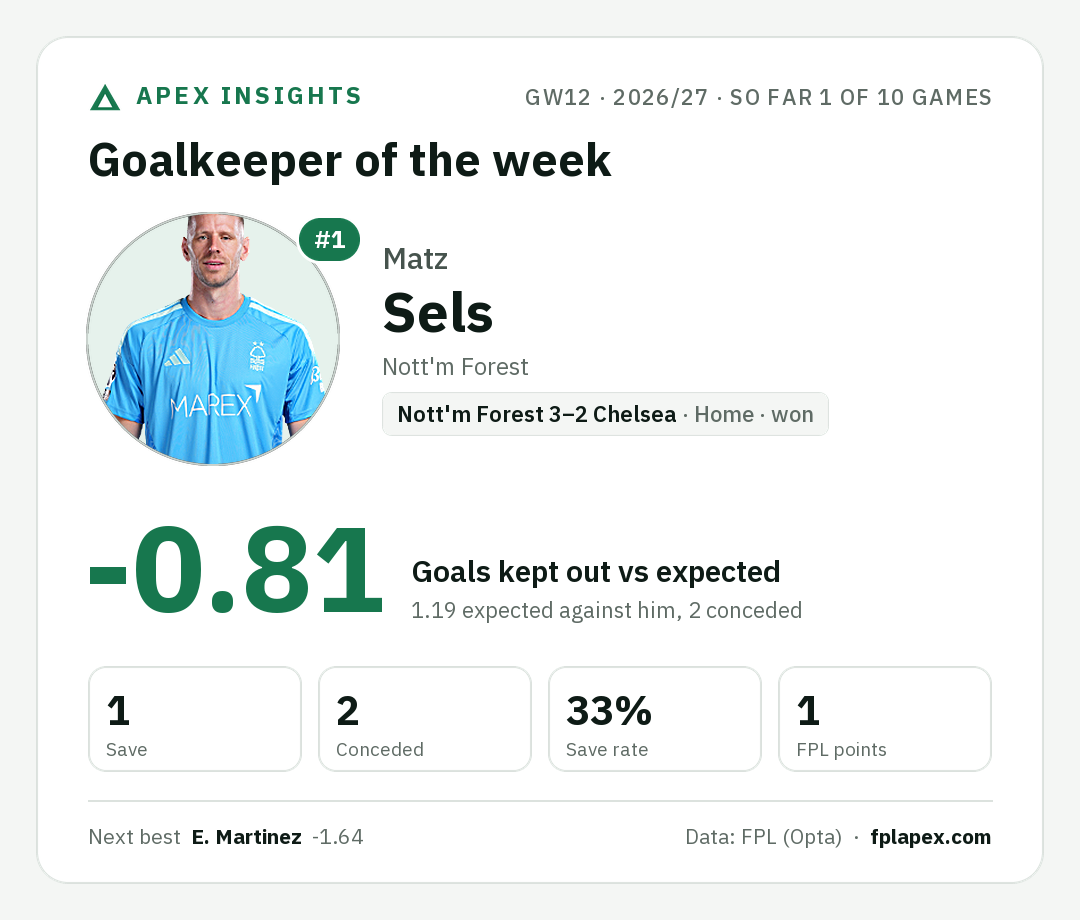 APEX INSIGHTS
GW12 · 2026/27 · SO FAR 1 OF 10 GAMES
Goalkeeper of the week
#1
MAREX
Matz
Sels
Nott'm Forest
Nott'm Forest 3–2 Chelsea · Home · won
-0.81
Goals kept out vs expected
1.19 expected against him, 2 conceded
1
Save
2
Conceded
33%
Save rate
1
FPL points
Next best E. Martinez -1.64
Data: FPL (Opta) · fplapex.com